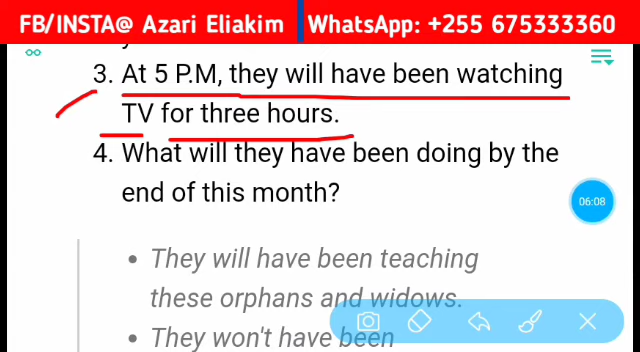 FB/INSTA@ Azari Eliakim WhatsApp: +255 675333360
3. At 5 P.M, they will have been watching
TV for three hours.
4. What will they have been doing by the
end of this month?
06:08
• They will have been teaching
these orphans and widows.
• They won't have been